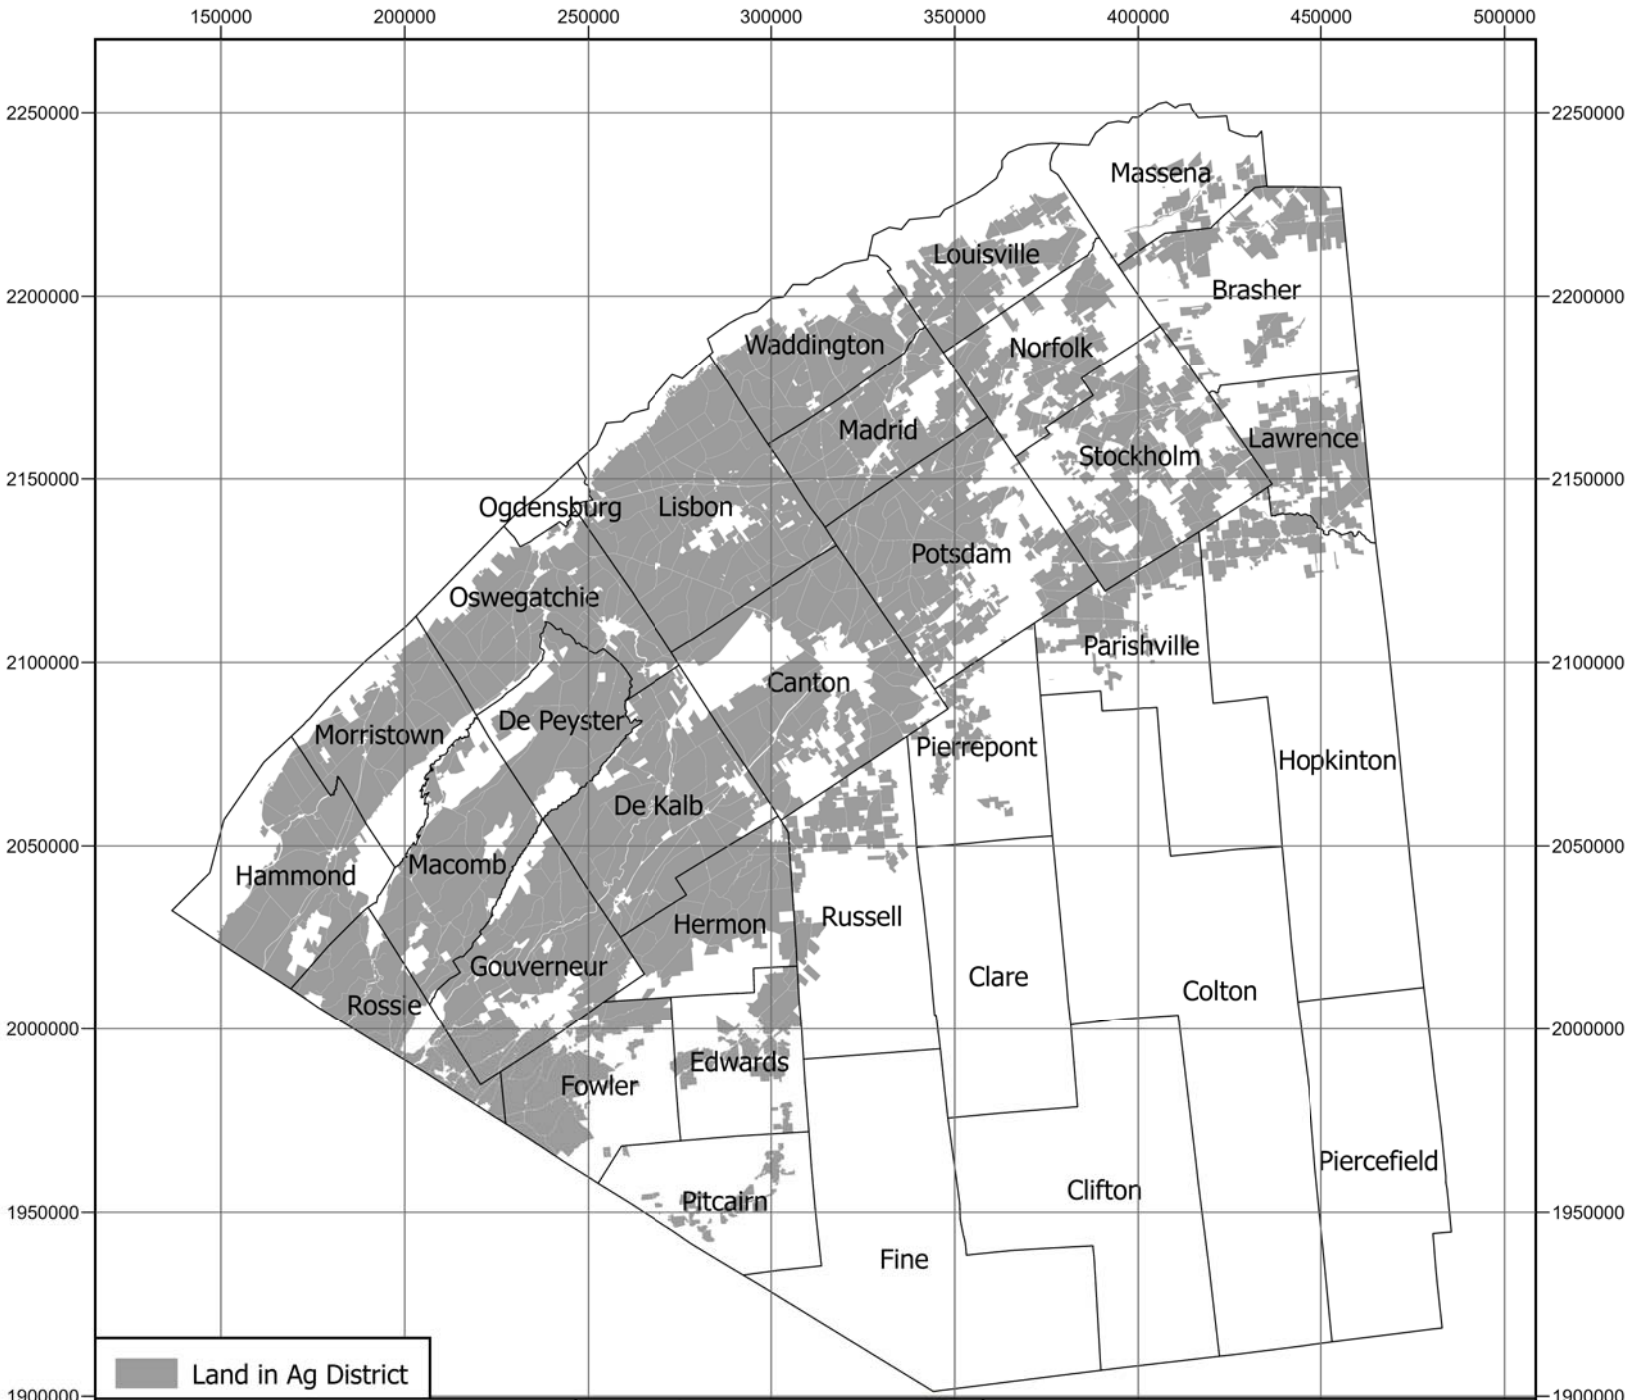 150000 200000 250000 300000 350000 400000 450000 500000
2250000 2250000
Massena
Louisville
Brasher
2200000 2200000
Waddington
Norfolk
Madrid
Lawrence
Stockholm
2150000 2150000
Ogdensburg
Lisbon
Potsdam
Oswegatchie
Parishville
2100000 2100000
Canton
De Peyster
Morristown
Pierrepont
Hopkinton
De Kalb
2050000 2050000
Macomb
Hammond
Russell
Hermon
Gouverneur
Clare
Colton
Rossie
2000000 2000000
Edwards
Fowler
Piercefield
Clifton
Pitcairn
1950000 1950000
Fine
Land in Ag District
1900000 1900000